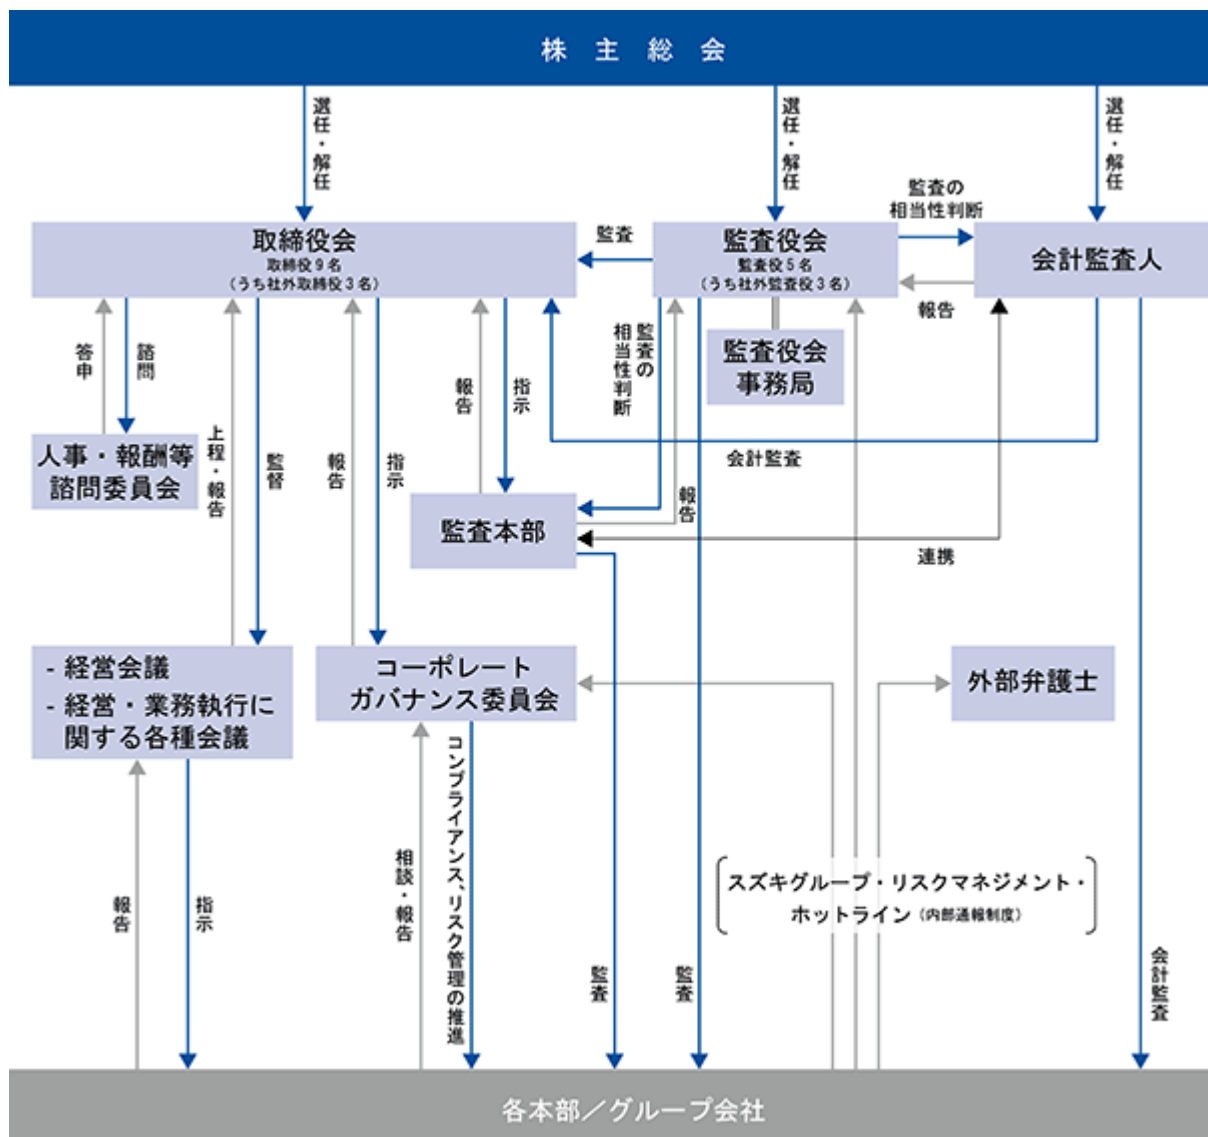 株主総会
選任・解任
選任・解任
選任・解任
監査の
相当性判断
取締役会
取締役9名
（うち社外取締役3名）
監査
監査役会
監査役5名
（うち社外監査役3名）
会計監査人
報告
答申
諮問
報告
指示
監査の
相当性判断
監査役会
事務局
人事・報酬等
諮問委員会
上程・報告
監督
報告
指示
会計監査
監査本部
報告
連携
- 経営会議
- 経営・業務執行に
関する各種会議
コーポレート
ガバナンス委員会
外部弁護士
報告
指示
相談・報告
コンプライアンス、リスク管理の推進
監査
監査
スズキグループ・リスクマネジメント・
ホットライン（内部通報制度）
会計監査
各本部／グループ会社